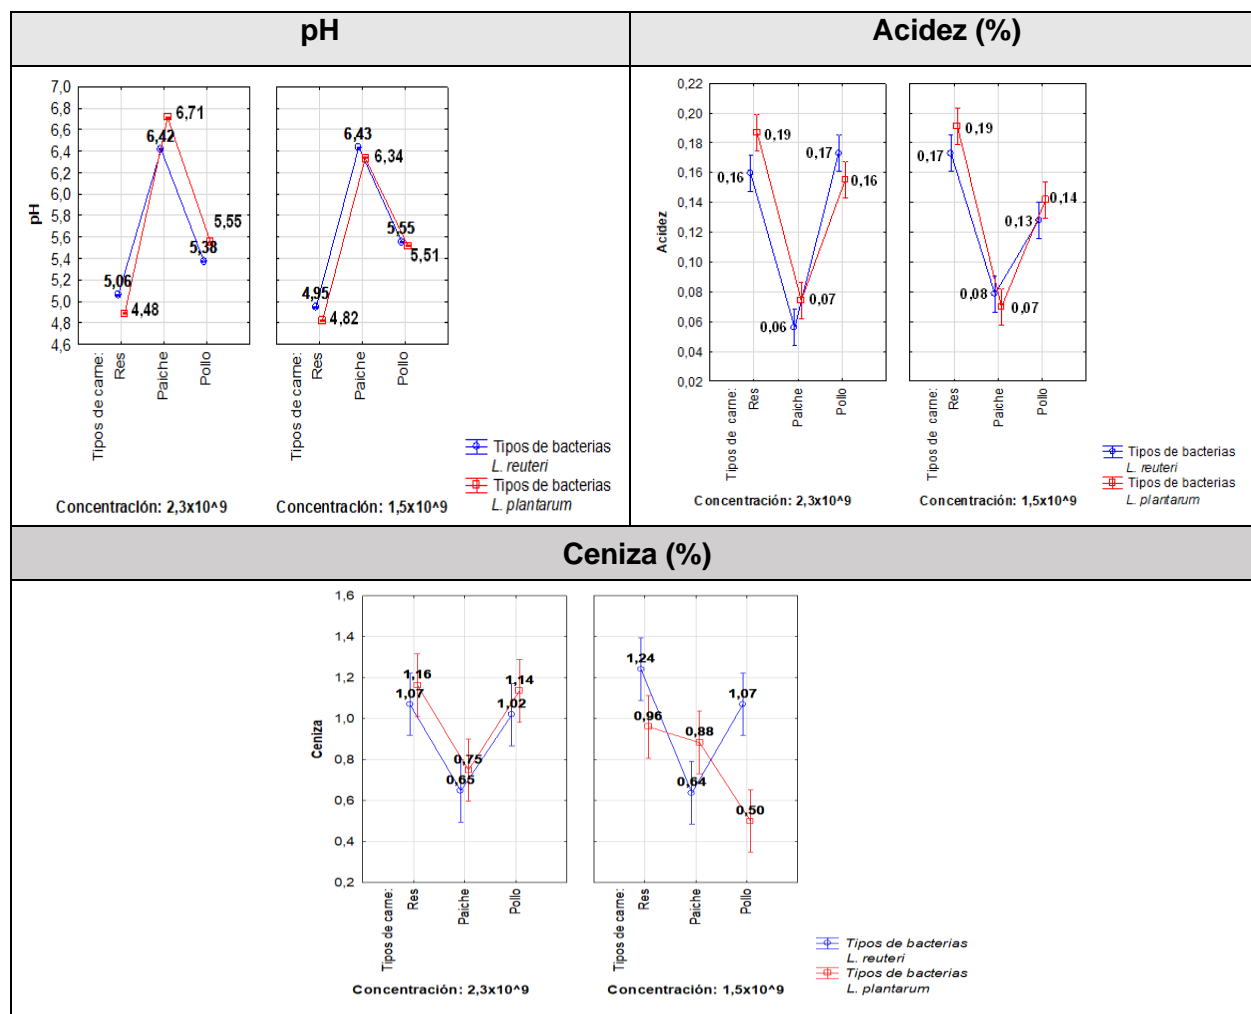 pH
Acidez (%)
7,0
6,8
6,6
6,4
6,2
6,0
5,8
5,6
5,4
5,2
5,0
4,8
4,6
pH
6,71
6,42
5,55
5,38
5,06
4,48
6,43
6,34
5,55
5,51
4,95
4,82
Tipos de carne:
Res
Paiche
Pollo
Tipos de carne:
Res
Paiche
Pollo
Tipos de bacterias
L. reuteri
Tipos de bacterias
L. plantarum
Concentración: 2,3x10^9
Concentración: 1,5x10^9
0,22
0,20
0,18
0,16
0,14
0,12
0,10
0,08
0,06
0,04
0,02
Acidez
0,19
0,17
0,16
0,16
0,07
0,06
0,19
0,17
0,14
0,13
0,08
0,07
Tipos de carne:
Res
Paiche
Pollo
Tipos de carne:
Res
Paiche
Pollo
Tipos de bacterias
L. reuteri
Tipos de bacterias
L. plantarum
Concentración: 2,3x10^9
Concentración: 1,5x10^9
Ceniza (%)
1,6
1,4
1,2
1,0
0,8
0,6
0,4
0,2
Ceniza
1,16
1,07
1,14
1,02
0,75
0,65
1,24
1,07
0,96
0,88
0,64
0,50
Tipos de carne:
Res
Paiche
Pollo
Tipos de carne:
Res
Paiche
Pollo
Tipos de bacterias
L. reuteri
Tipos de bacterias
L. plantarum
Concentración: 2,3x10^9
Concentración: 1,5x10^9